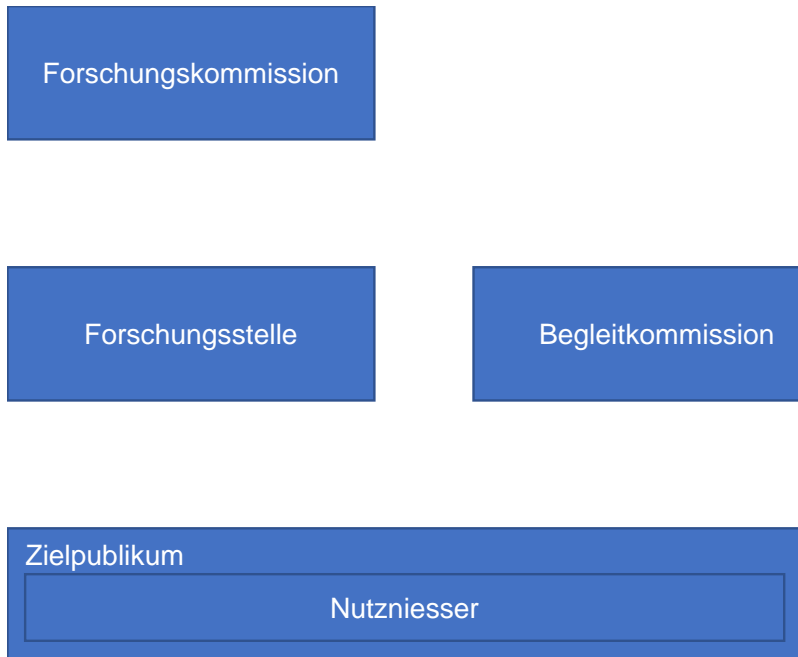 Forschungskommission
Forschungsstelle
Begleitkommission
Zielpublikum
Nutzniesser